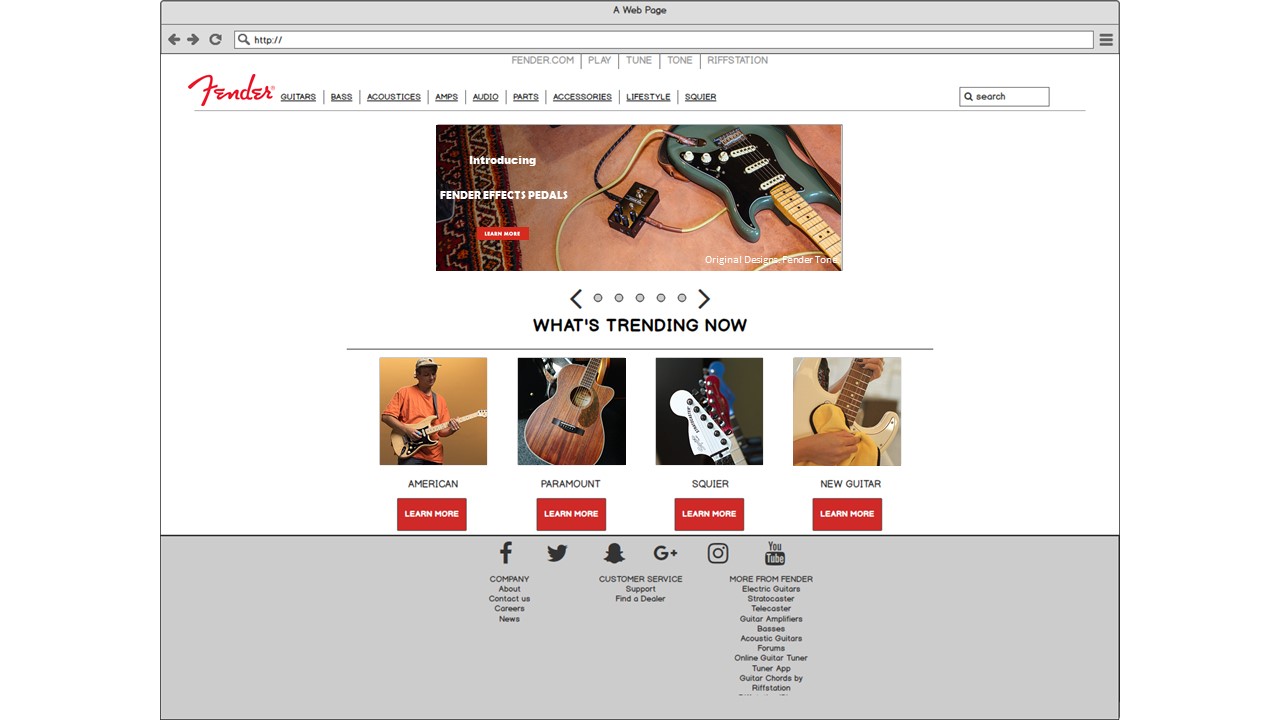 A Web Page
http://
FENDER.COM PLAY TUNE TONE RIFFSTATION
Fender GUITARS BASS ACOUSTICES AMPS AUDIO PARTS ACCESSORIES LIFESTYLE SQUIER search
Introducing
FENDER EFFECTS PEDALS
LEARN MORE
Original Designs, Fender Tone
WHAT'S TRENDING NOW
AMERICAN PARAMOUNT SQUIER NEW GUITAR
LEARN MORE LEARN MORE LEARN MORE LEARN MORE
You
Tube
COMPANY
About
Contact us
Careers
News
CUSTOMER SERVICE
Support
Find a Dealer
MORE FROM FENDER
Electric Guitars
Stratocaster
Telecaster
Guitar Amplifiers
Basses
Acoustic Guitars
Forums
Online Guitar Tuner
Tuner App
Guitar Chords by
Riffstation